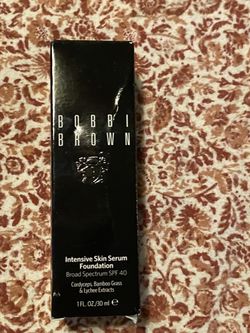 BOBBI
BROWN
Intensive Skin Serum
Foundation
Broad Spectrum SPF 40
Cordyceps, Bamboo Grass
& Lychee Extracts
1 FL. OZ./30 ml ℮